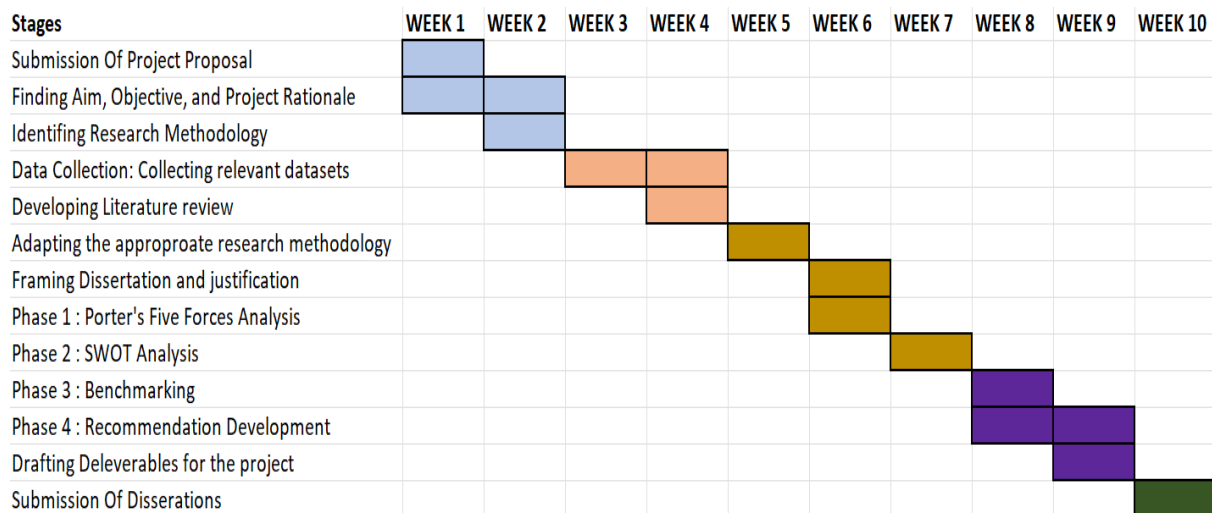 Stages WEEK 1 WEEK 2 WEEK 3 WEEK 4 WEEK 5 WEEK 6 WEEK 7 WEEK 8 WEEK 9 WEEK 10
Submission Of Project Proposal
Finding Aim, Objective, and Project Rationale
Identifing Research Methodology
Data Collection: Collecting relevant datasets
Developing Literature review
Adapting the approproate research methodology
Framing Dissertation and justification
Phase 1 : Porter's Five Forces Analysis
Phase 2 : SWOT Analysis
Phase 3 : Benchmarking
Phase 4 : Recommendation Development
Drafting Deleverables for the project
Submission Of Disserations